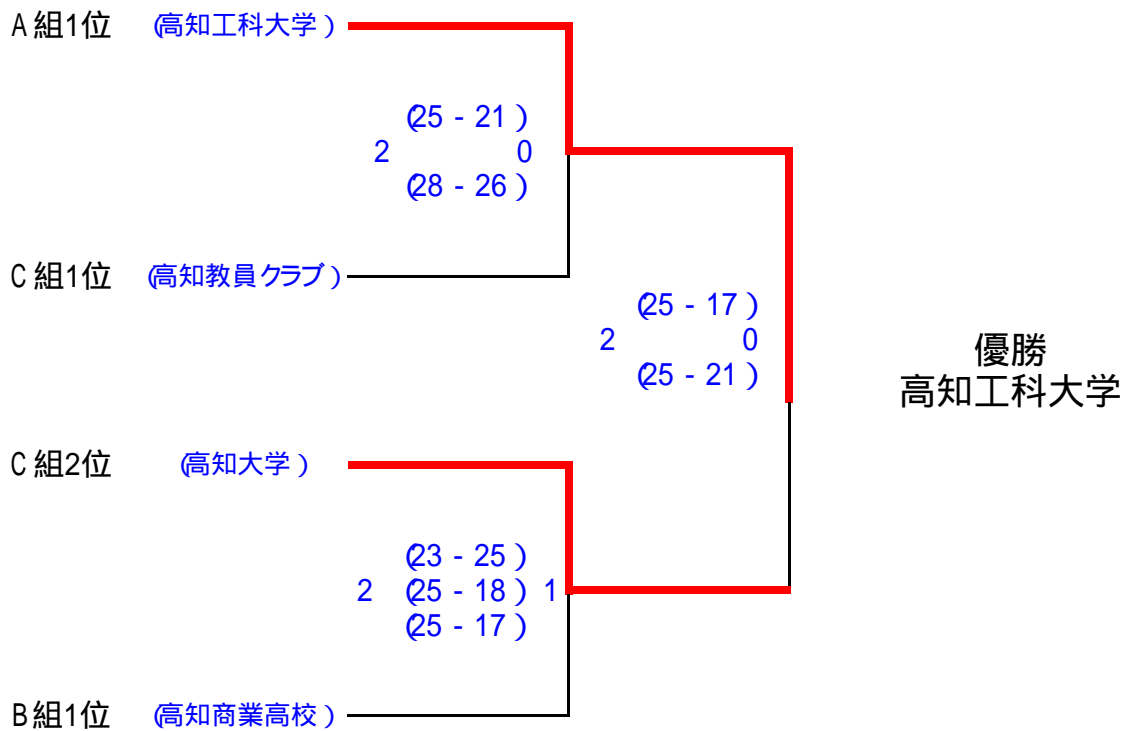 A組1位 (高知工科大学)
(25 - 21)
2 0
(28 - 26)
C組1位 (高知教員クラブ)
(25 - 17)
2 0
(25 - 21)
優勝
高知工科大学
C組2位 (高知大学)
(23 - 25)
2 (25 - 18) 1
(25 - 17)
B組1位 (高知商業高校)